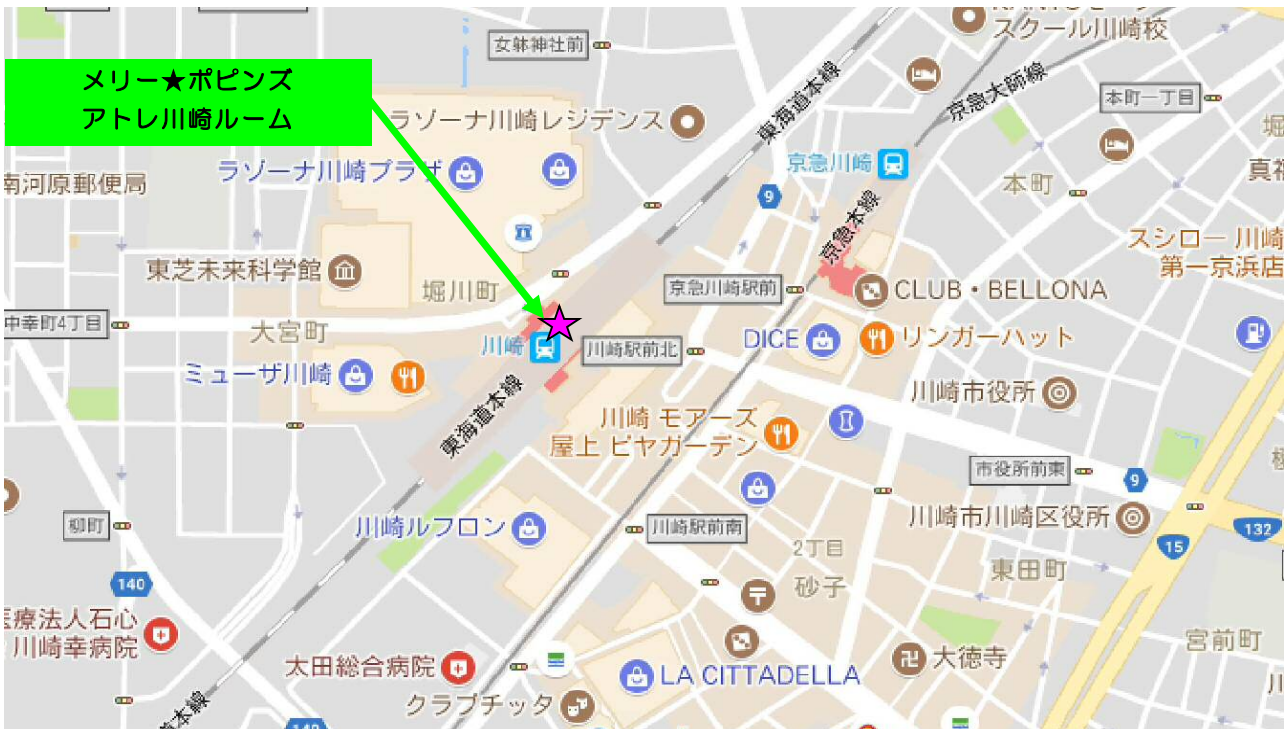 スクール川崎校
女躰神社前
メリー★ポピンズ
アトレ川崎ルーム
東海道本線
京急大師線
本町一丁目
ラゾーナ川崎レジデンス
京急川崎
ラゾーナ川崎プラザ
南河原郵便局
本町
9
京急本線
スシロー 川崎
第一京浜店
東芝未来科学館
堀川町
京急川崎駅前
CLUB・BELLONA
中幸町4丁目
大宮町
川崎
川崎駅前北
DICE
リンガーハット
ミューザ川崎
川崎市役所
東海道本線
川崎 モアーズ
屋上 ビヤガーデン
市役所前東
9
柳町
川崎ルフロン
川崎駅前南
川崎市川崎区役所
132
15
2丁目
砂子
東田町
140
医療法人石心
川崎幸病院
宮前町
太田総合病院
大徳寺
LA CITTADELLA
クラブチッタ
道本線